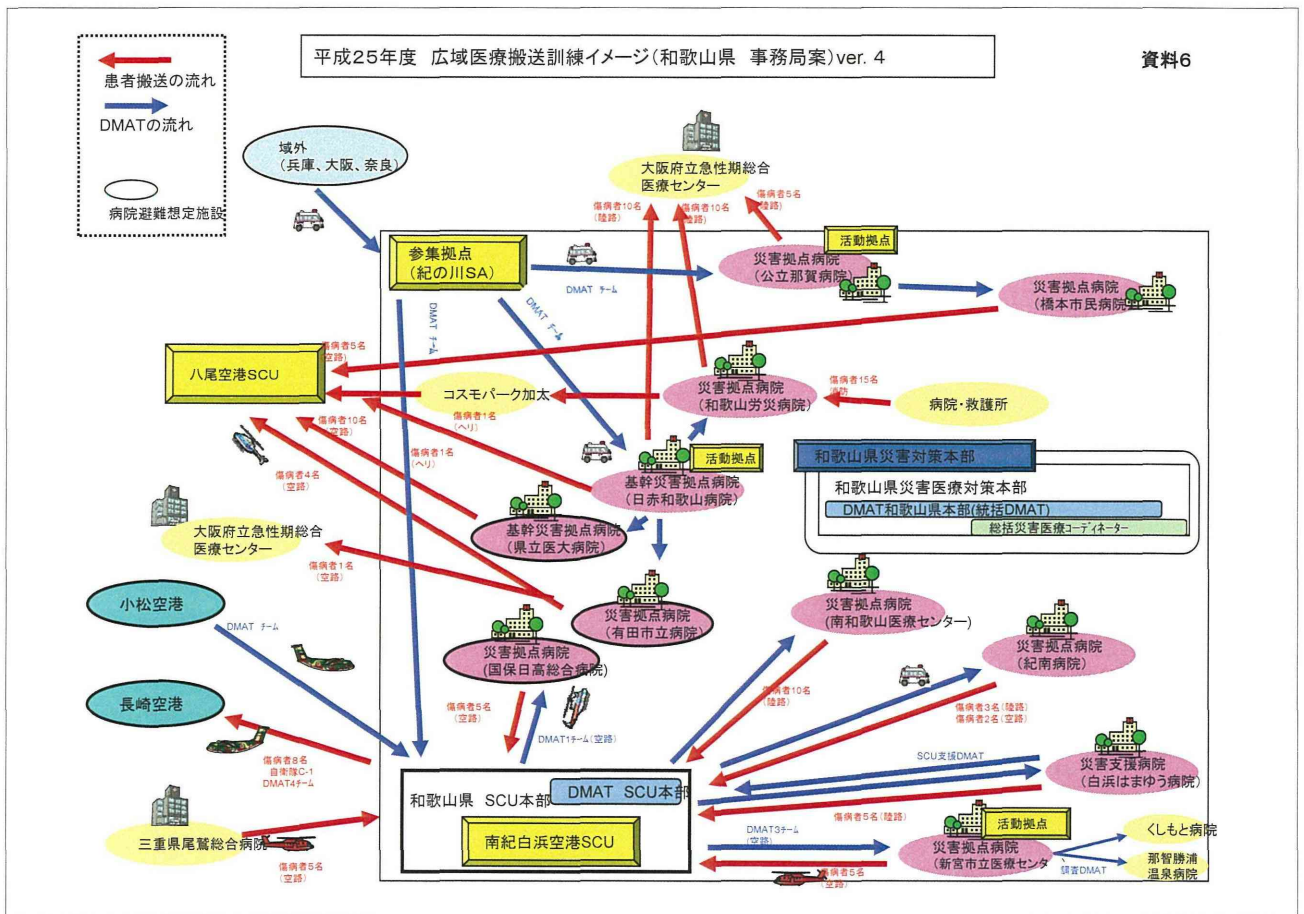 平成25年度 広域医療搬送訓練イメージ(和歌山県 事務局案)ver. 4
資料6
患者搬送の流れ
DMATの流れ
病院避難想定施設
域外
(兵庫、大阪、奈良)
大阪府立急性期総合
医療センター
傷病者5名
(陸路)
傷病者10名
(陸路)
傷病者10名
(陸路)
参集拠点
(紀の川SA)
DMAT チーム
活動拠点
災害拠点病院
(公立那賀病院)
災害拠点病院
(橋本市民病院)
DMAT チーム
DMAT チーム
傷病者5名
(空路)
八尾空港SCU
コスモパーク加太
災害拠点病院
(和歌山労災病院)
傷病者15名
消防
病院・救護所
傷病者1名
(ヘリ)
傷病者10名
(空路)
傷病者1名
(ヘリ)
傷病者4名
(空路)
活動拠点
基幹災害拠点病院
(日赤和歌山病院)
和歌山県災害対策本部
和歌山県災害医療対策本部
DMAT和歌山県本部(統括DMAT)
総括災害医療コーディネーター
大阪府立急性期総合
医療センター
基幹災害拠点病院
(県立医大病院)
傷病者1名
(空路)
小松空港
DMAT チーム
災害拠点病院
(有田市立病院)
災害拠点病院
(南和歌山医療センター)
災害拠点病院
(国保日高総合病院)
災害拠点病院
(紀南病院)
長崎空港
傷病者5名
(空路)
DMAT1チーム(空路)
傷病者10名
(陸路)
傷病者3名(陸路)
傷病者2名(空路)
傷病者8名
自衛隊C-1
DMAT4チーム
SCU支援DMAT
災害支援病院
(白浜はまゆう病院)
和歌山県 SCU本部
DMAT SCU本部
傷病者5名(陸路)
南紀白浜空港SCU
三重県尾鷲総合病院
傷病者5名
(空路)
DMAT3チーム
(空路)
活動拠点
災害拠点病院
(新宮市立医療センタ
傷病者5名
(空路)
くしもと病院
調査DMAT
那智勝浦
温泉病院